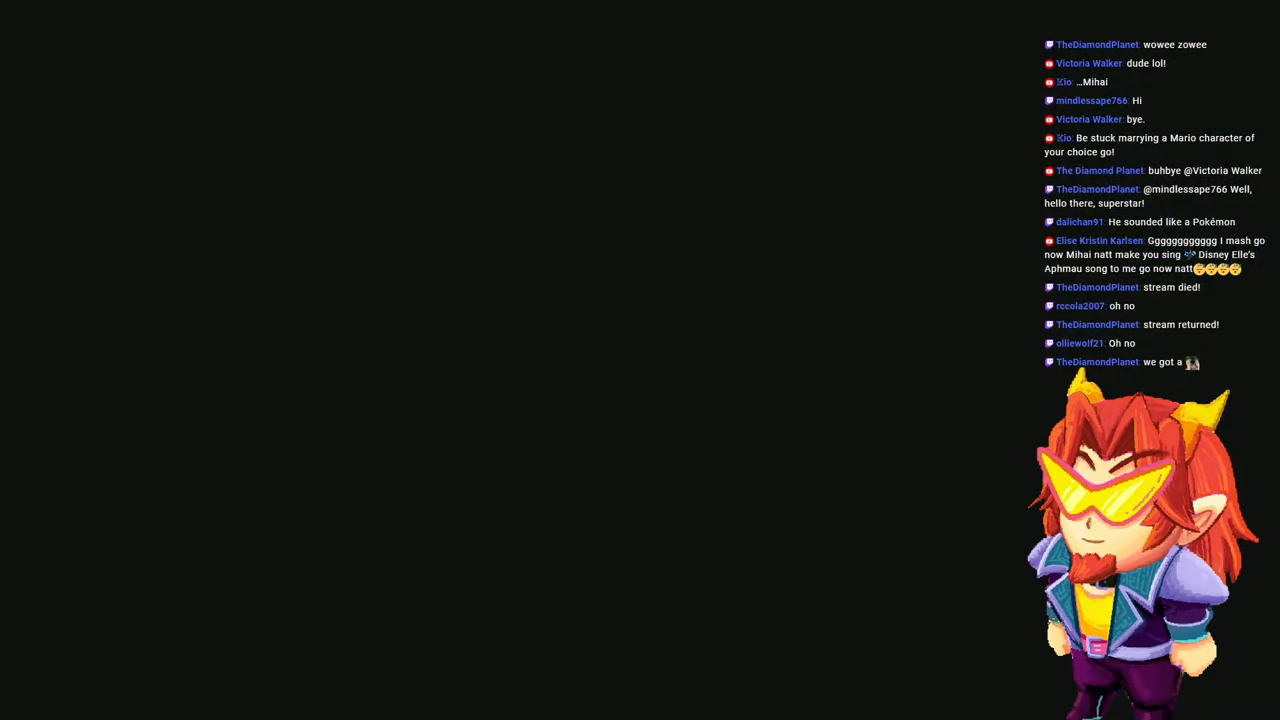 TheDiamondPlanet: wowee zowee
Victoria Walker: dude lol!
Kio: …Mihai
mindlessape766: Hi
Victoria Walker: bye.
Kio: Be stuck marrying a Mario character of
your choice go!
The Diamond Planet: buhbye @Victoria Walker
TheDiamondPlanet: @mindlessape766 Well,
hello there, superstar!
dalichan91: He sounded like a Pokémon
Elise Kristin Karlsen: Ggggggggggg I mash go
now Mihai natt make you sing 🎶 Disney Elle's
Aphmau song to me go now natt😴😴😴😴
TheDiamondPlanet: stream died!
rccola2007: oh no
TheDiamondPlanet: stream returned!
olliewolf21: Oh no
TheDiamondPlanet: we got a